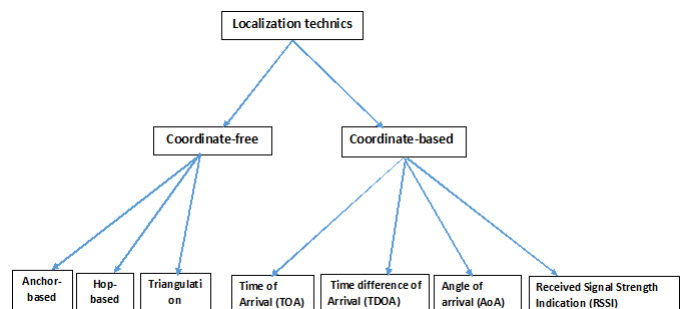 Localization technics
Coordinate-free
Coordinate-based
Anchor-
based
Hop-
based
Triangulati
on
Time of
Arrival (TOA)
Time difference of
Arrival (TDOA)
Angle of
arrival (AoA)
Received Signal Strength
Indication (RSSI)